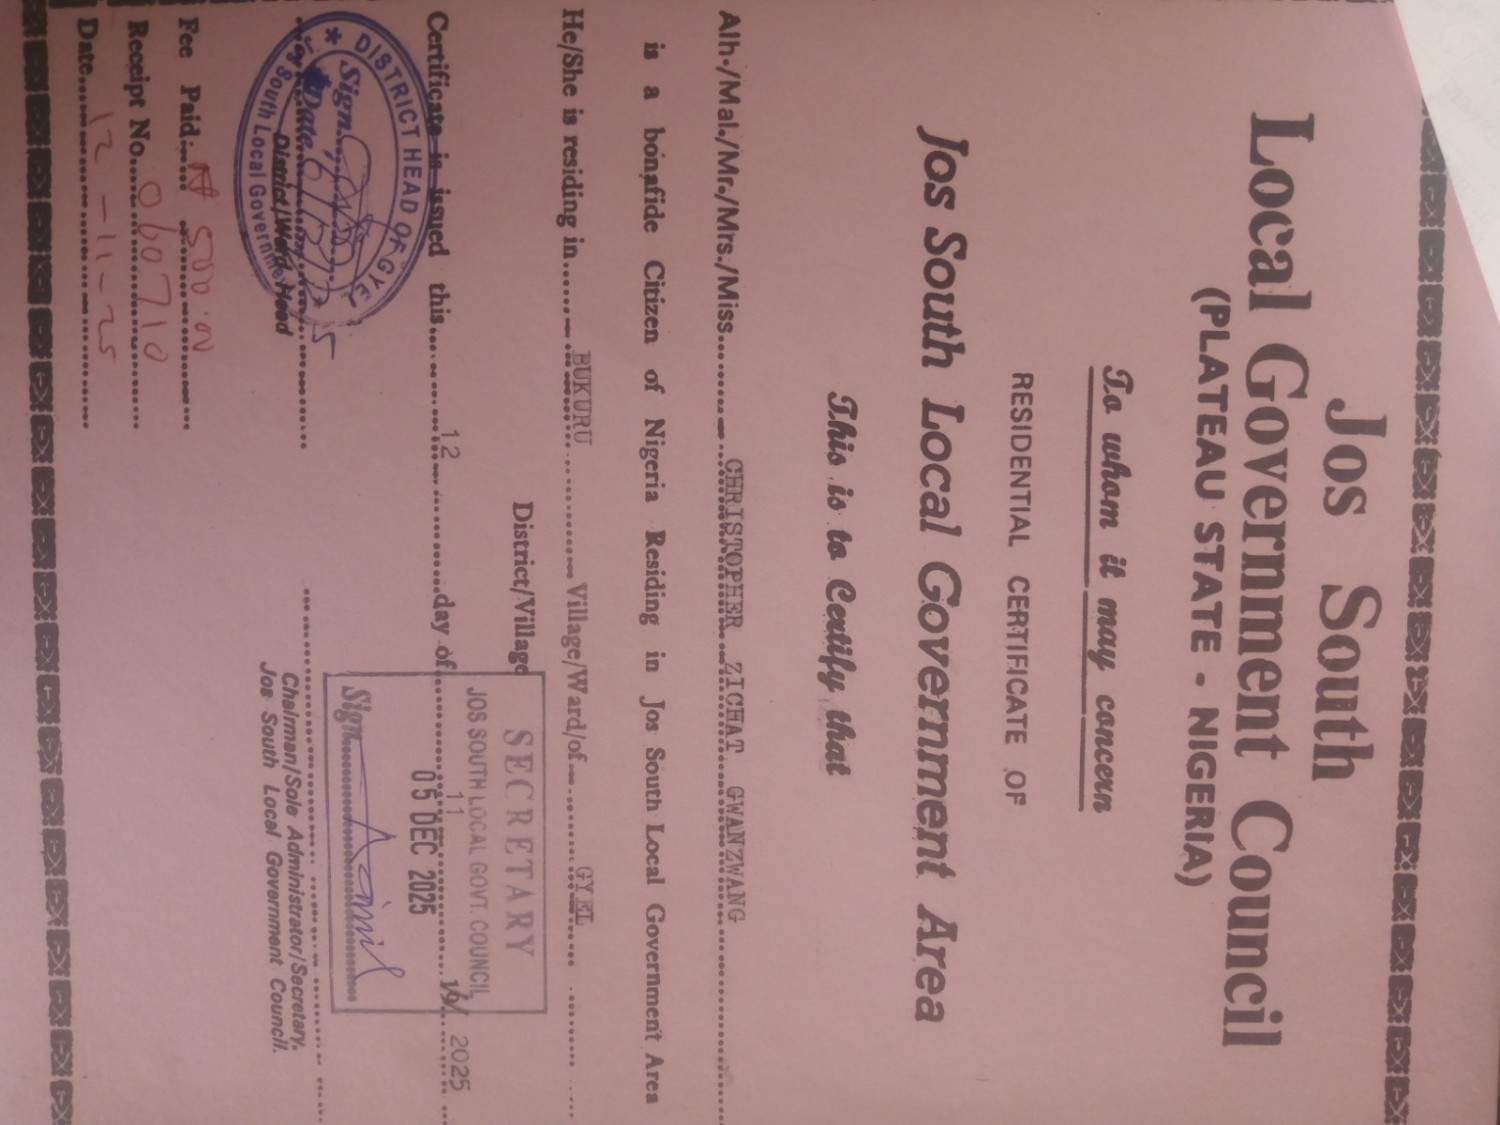 Jos South
Local Government Council
(PLATEAU STATE - NIGERIA)
To whom it may concern
RESIDENTIAL CERTIFICATE OF
Jos South Local Government Area
This is to Certify that
Alh./Mal./Mr./Mrs./Miss. CHRISTOPHER ZICHAT GWANZWANG
is a bonafide Citizen of Nigeria Residing in Jos South Local Government Area
He/She is residing in BUKURU Village/Ward/of GYEL
District/Village
Certificate is issued this 12 day of 11 19 2025
SECRETARY
JOS SOUTH LOCAL GOVT. COUNCIL
05 DEC 2025
Sign
DISTRICT HEAD OF GYEL
Sign.
Date
Jos South Local Governme
District/Ward Head
Chairman/Sole Administrator/Secretary.
Jos South Local Government Council.
Fee Paid ₦ 500.00
Receipt No. 060710
Date 12-11-25